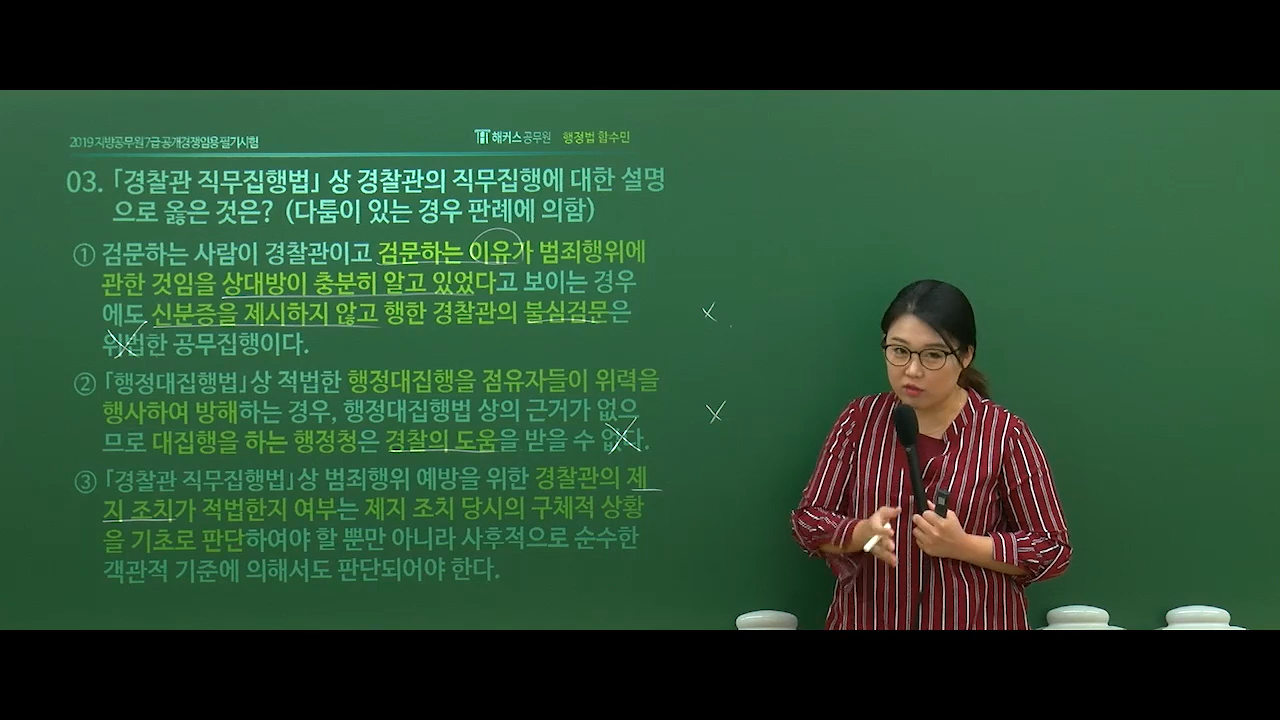 2019 지방공무원 7급 공개경쟁임용 필기시험
해커스공무원 행정법 함수민
03. 「경찰관 직무집행법」 상 경찰관의 직무집행에 대한 설명
으로 옳은 것은? (다툼이 있는 경우 판례에 의함)
① 검문하는 사람이 경찰관이고 검문하는 이유가 범죄행위에
관한 것임을 상대방이 충분히 알고 있었다고 보이는 경우
에도 신분증을 제시하지 않고 행한 경찰관의 불심검문은
위법한 공무집행이다.
② 「행정대집행법」상 적법한 행정대집행을 점유자들이 위력을
행사하여 방해하는 경우, 행정대집행법 상의 근거가 없으
므로 대집행을 하는 행정청은 경찰의 도움을 받을 수 없다.
③ 「경찰관 직무집행법」상 범죄행위 예방을 위한 경찰관의 제
지 조치가 적법한지 여부는 제지 조치 당시의 구체적 상황
을 기초로 판단하여야 할 뿐만 아니라 사후적으로 순수한
객관적 기준에 의해서도 판단되어야 한다.